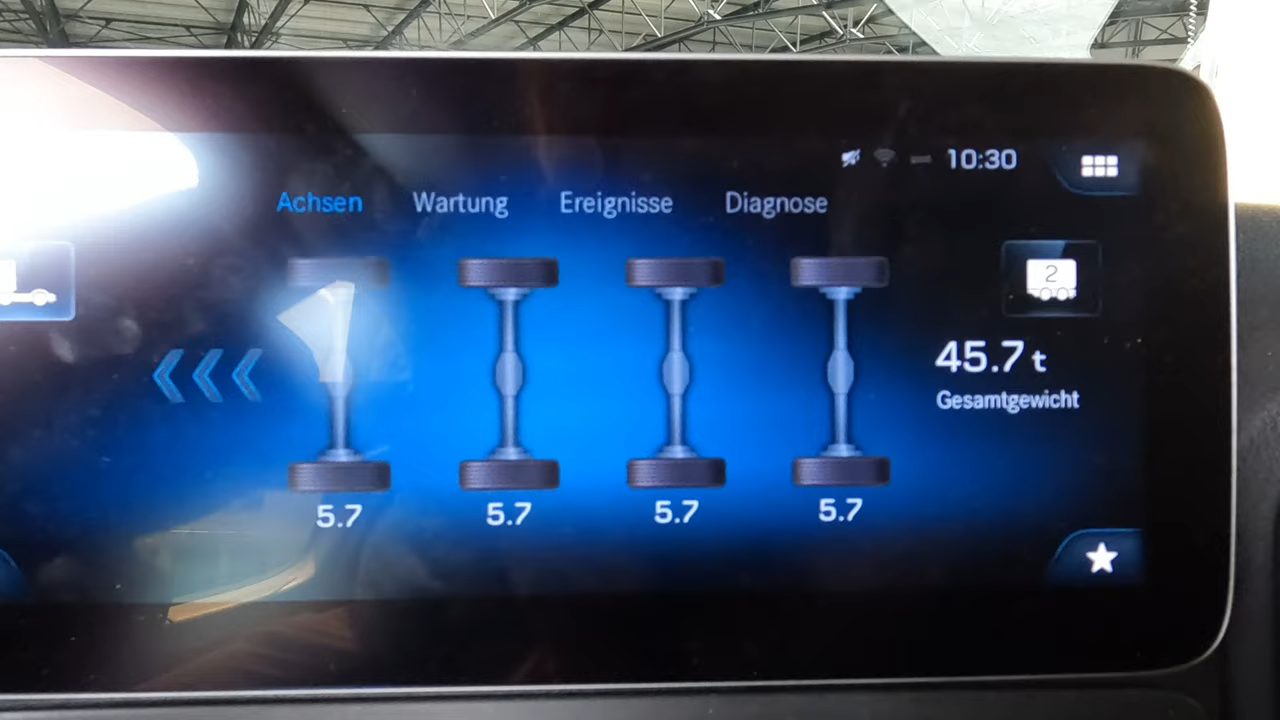 10:30
Achsen Wartung Ereignisse Diagnose
2
45.7 t
Gesamtgewicht
5.7 5.7 5.7 5.7